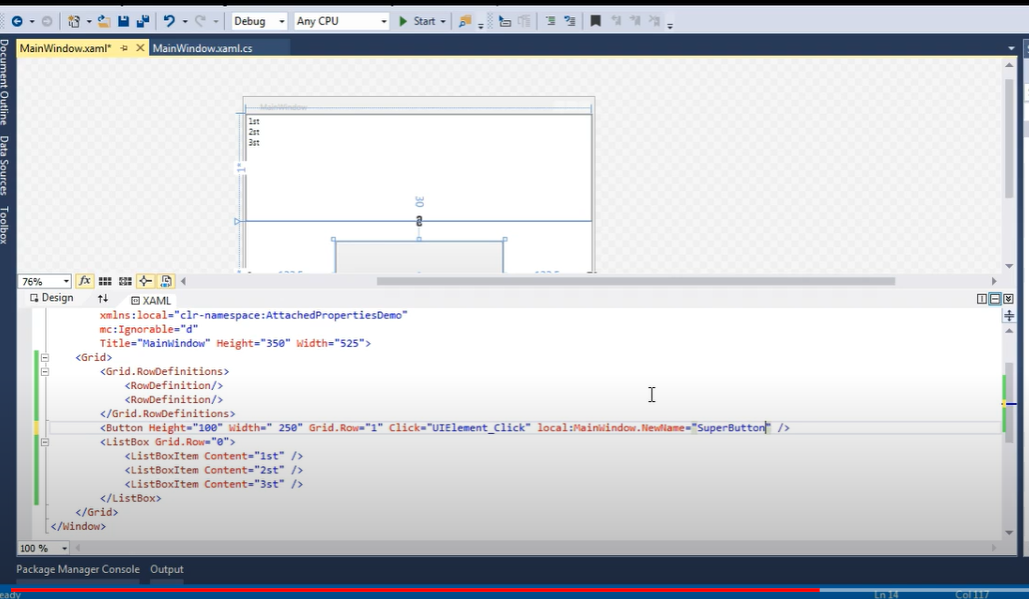 Debug
Any CPU
Start
MainWindow.xaml*
MainWindow.xaml.cs
Document Outline
Data Sources
Toolbox
MainWindow
1st
2st
3st
1*
30
76%
fx
Design
XAML
xmlns:local="clr-namespace:AttachedPropertiesDemo"
mc:Ignorable="d"
Title="MainWindow" Height="350" Width="525">
<Grid>
<Grid.RowDefinitions>
<RowDefinition/>
<RowDefinition/>
</Grid.RowDefinitions>
<Button Height="100" Width=" 250" Grid.Row="1" Click="UIElement_Click" local:MainWindow.NewName="SuperButton" />
<ListBox Grid.Row="0">
<ListBoxItem Content="1st" />
<ListBoxItem Content="2st" />
<ListBoxItem Content="3st" />
</ListBox>
</Grid>
</Window>
100 %
Package Manager Console Output
eady Ln 14 Col 117